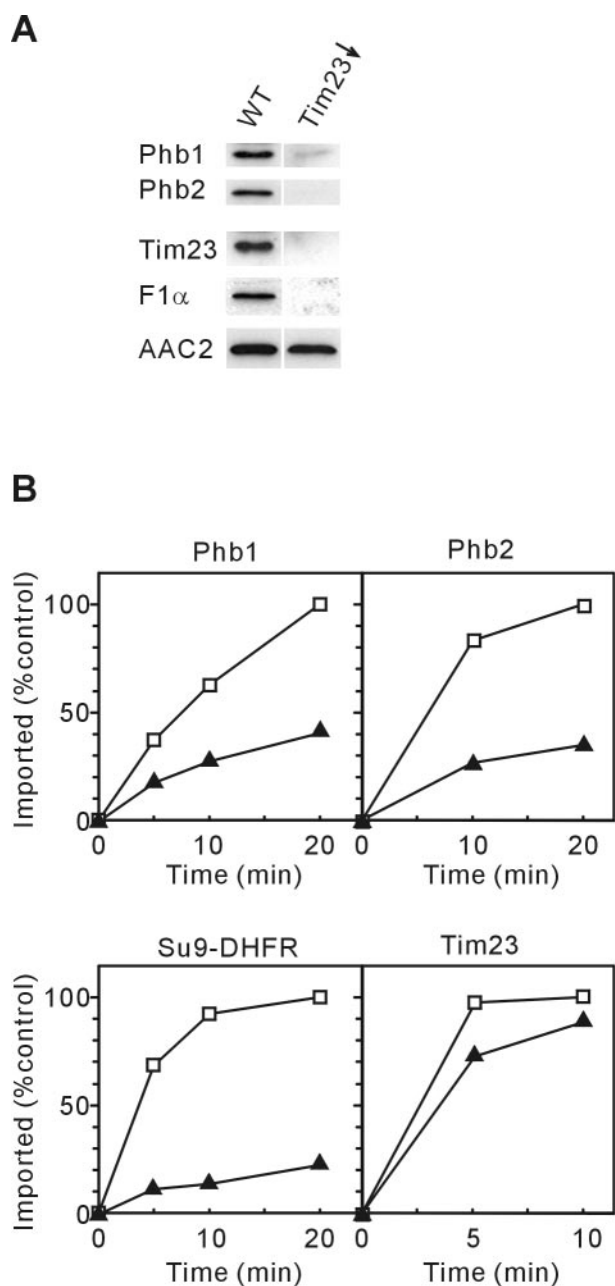 A
WT Tim23↓
Phb1
Phb2
Tim23
F1α
AAC2
B
Phb1 Phb2
Imported (%control)
100
50
0
0 10 20 0 10 20
Time (min) Time (min)
Su9-DHFR Tim23
Imported (%control)
100
50
0
0 10 20 0 5 10
Time (min) Time (min)